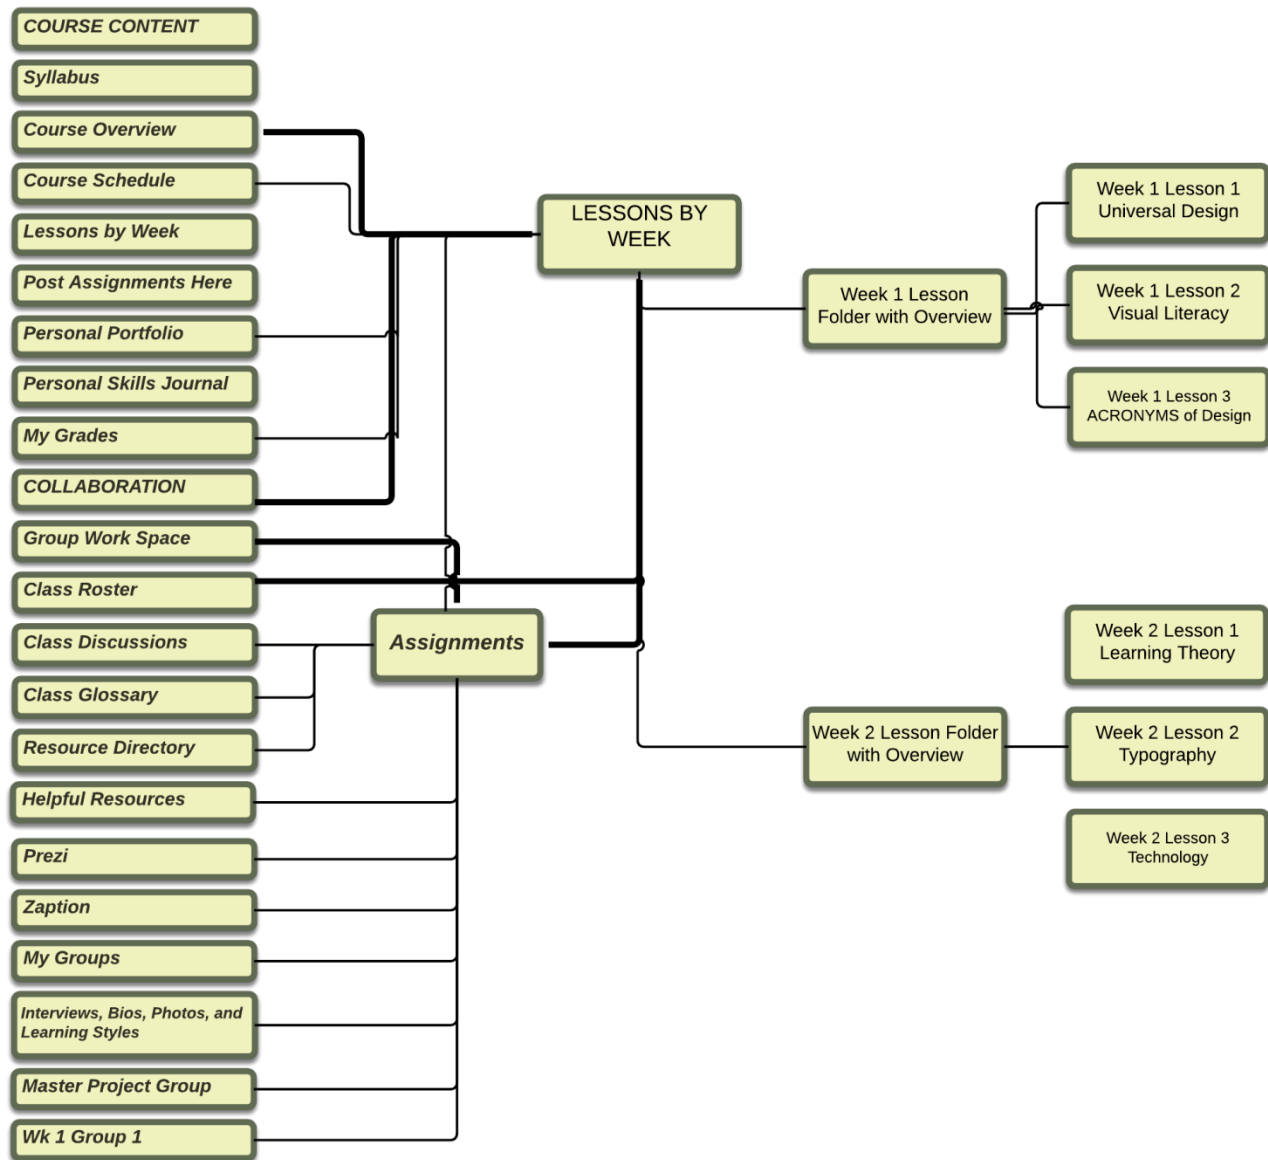 COURSE CONTENT
Syllabus
Course Overview
Course Schedule
Lessons by Week
Post Assignments Here
Personal Portfolio
Personal Skills Journal
My Grades
COLLABORATION
Group Work Space
Class Roster
Class Discussions
Class Glossary
Resource Directory
Helpful Resources
Prezi
Zaption
My Groups
Interviews, Bios, Photos, and
Learning Styles
Master Project Group
Wk 1 Group 1
LESSONS BY
WEEK
Assignments
Week 1 Lesson
Folder with Overview
Week 2 Lesson Folder
with Overview
Week 1 Lesson 1
Universal Design
Week 1 Lesson 2
Visual Literacy
Week 1 Lesson 3
ACRONYMS of Design
Week 2 Lesson 1
Learning Theory
Week 2 Lesson 2
Typography
Week 2 Lesson 3
Technology